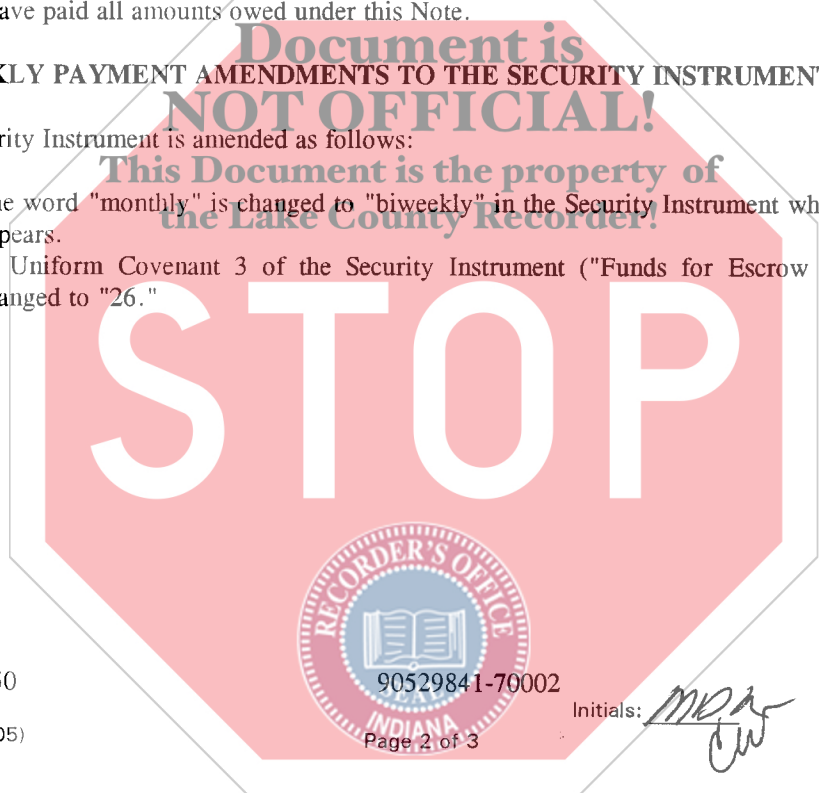 ave paid all amounts owed under this Note.
Document is
KLY PAYMENT AMENDMENTS TO THE SECURITY INSTRUMENT
NOT OFFICIAL!
rity Instrument is amended as follows:
This Document is the property of
e word "monthly" is changed to "biweekly" in the Security Instrument wh
the Lake County Recorder!
pears.
Uniform Covenant 3 of the Security Instrument ("Funds for Escrow
anged to "26."
STOP
RECORDER'S OFFICE
SEAL
INDIANA
0
90529841-70002
Initials:
05)
Page 2 of 3